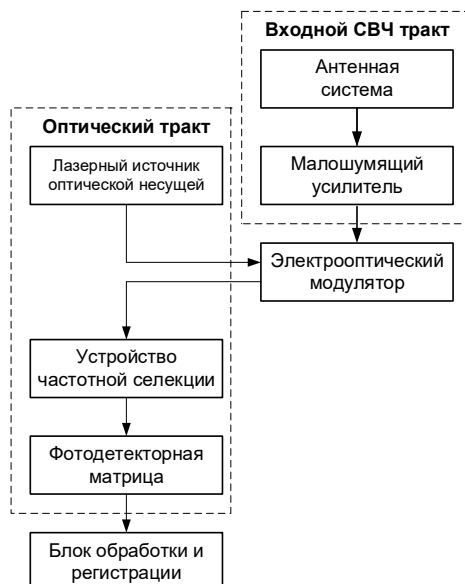 Входной СВЧ тракт
Антенная
система
Малошумящий
усилитель
Оптический тракт
Лазерный источник
оптической несущей
Электрооптический
модулятор
Устройство
частотной селекции
Фотодетекторная
матрица
Блок обработки и
регистрации